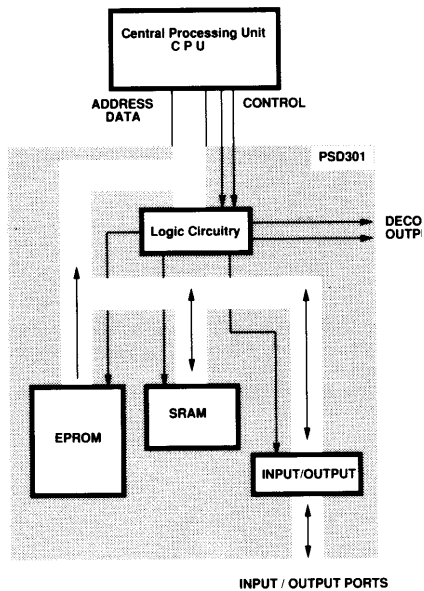 Central Processing Unit
C P U
ADDRESS
DATA
CONTROL
PSD301
Logic Circuitry
EPROM
SRAM
INPUT/OUTPUT
INPUT / OUTPUT PORTS